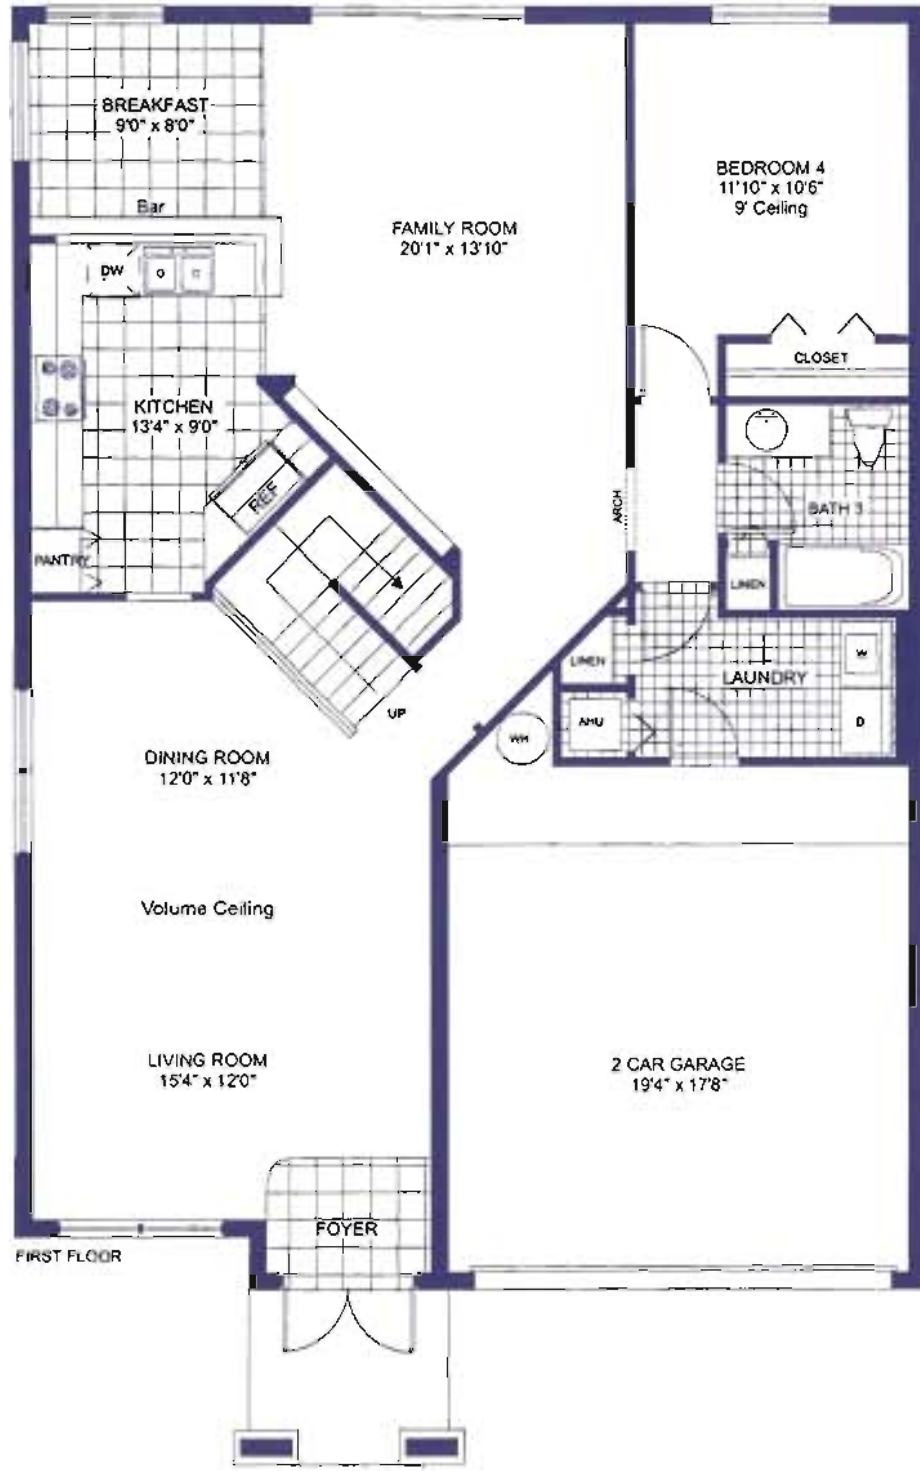 BREAKFAST
9'0" x 8'0"
Bar
FAMILY ROOM
20'1" x 13'10"
BEDROOM 4
11'10" x 10'6"
9' Ceiling
DW
CLOSET
KITCHEN
13'4" x 9'0"
REF
ARCH
BATH 3
PANTRY
LINEN
LINEN
LAUNDRY
W
UP
AHU
D
WH
DINING ROOM
12'0" x 11'8"
Volume Ceiling
LIVING ROOM
15'4" x 12'0"
2 CAR GARAGE
19'4" x 17'8"
FOYER
FIRST FLOOR